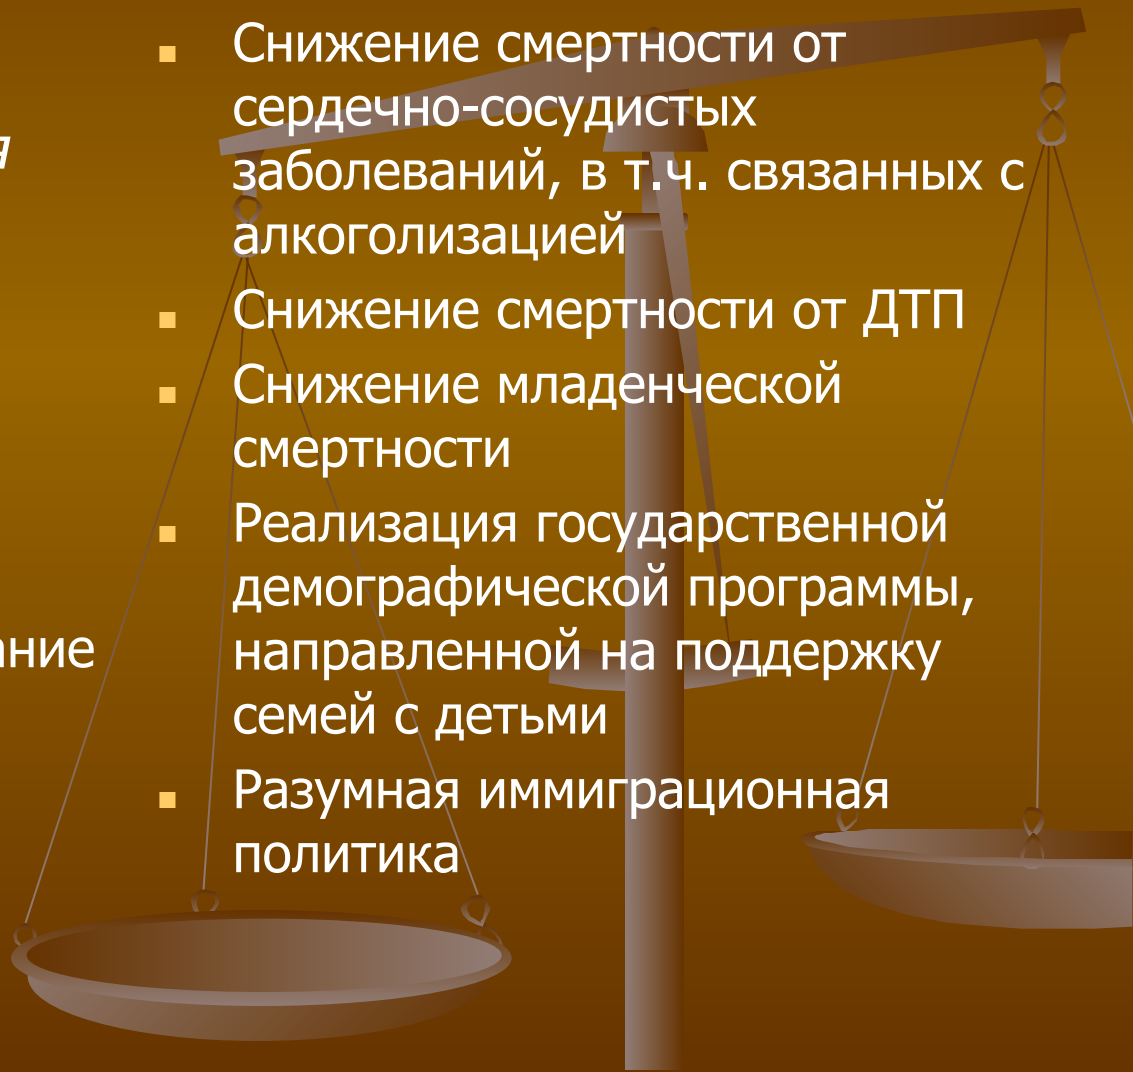 Снижение смертности от
сердечно-сосудистых
заболеваний, в т.ч. связанных с
алкоголизацией
Снижение смертности от ДТП
Снижение младенческой
смертности
Реализация государственной
демографической программы,
направленной на поддержку
семей с детьми
Разумная иммиграционная
политика